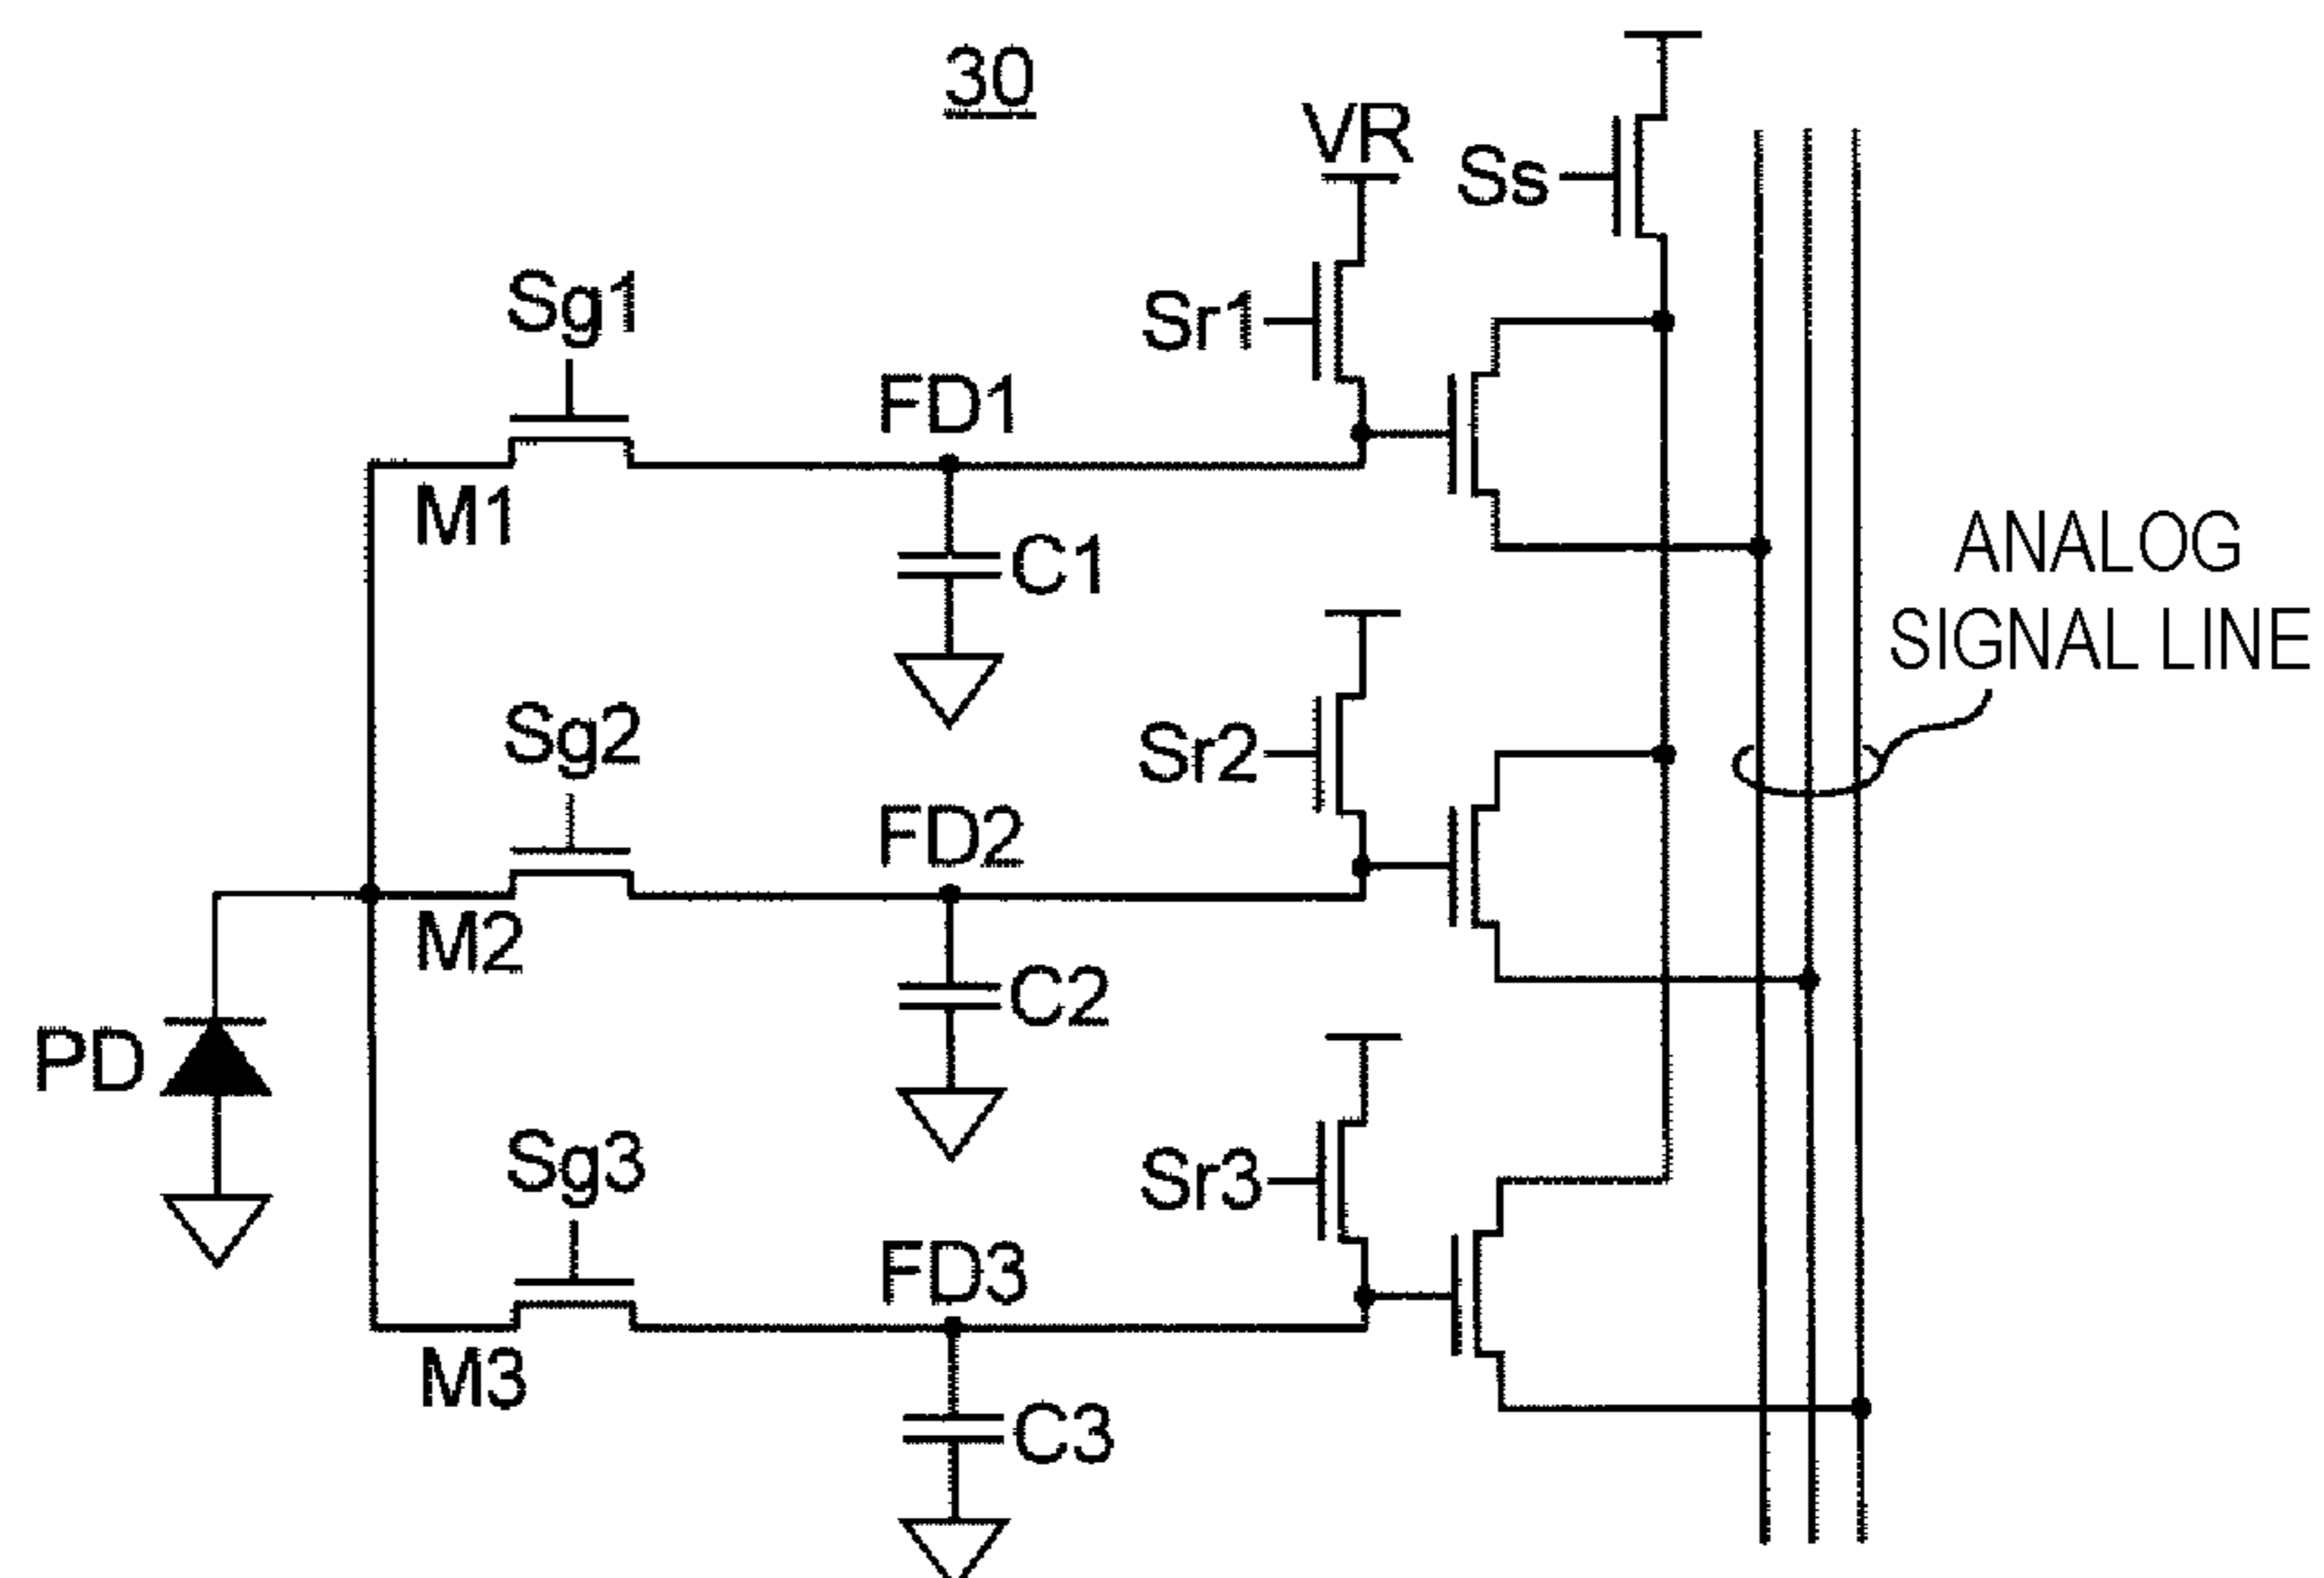 30
VR
Ss
Sg1
Sr1
FD1
M1
C1
ANALOG
SIGNAL LINE
Sg2
Sr2
FD2
M2
C2
PD
Sg3
Sr3
FD3
M3
C3